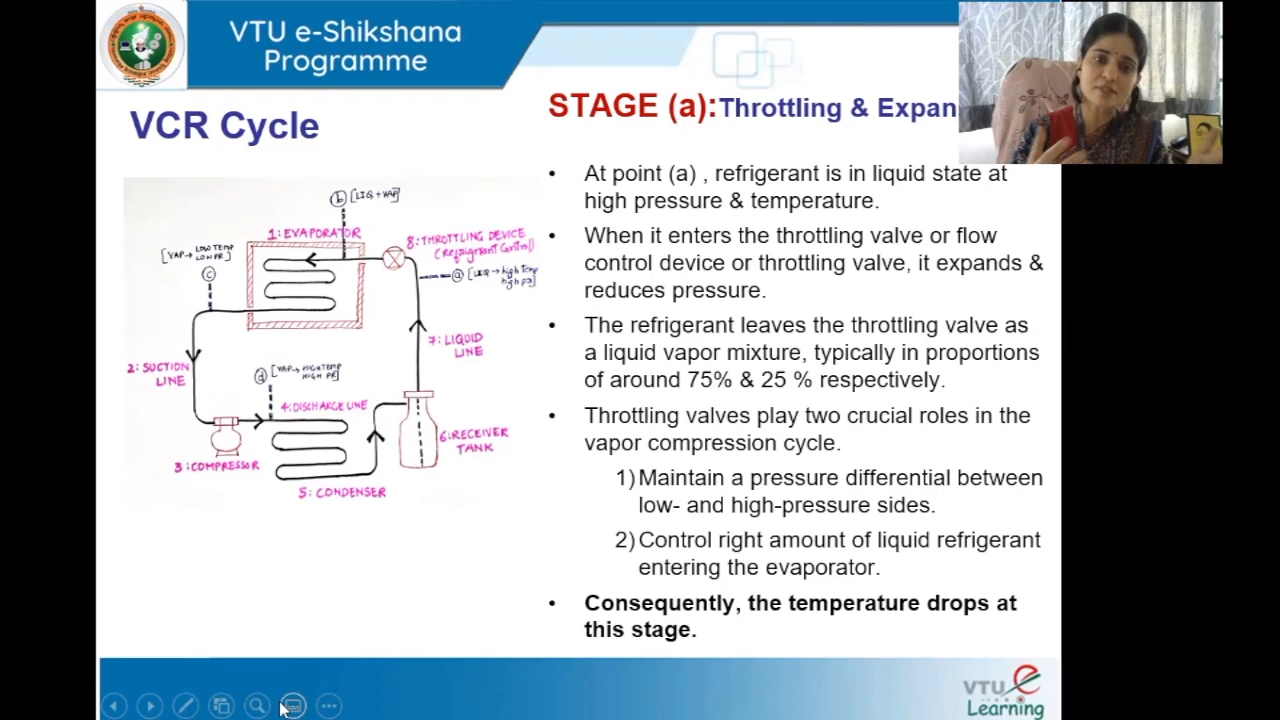 VTU e-Shikshana
Programme
VCR Cycle
b [LIQ + VAP]
1: EVAPORATOR
8: THROTTLING DEVICE
(Refrigerant Control)
[VAP→ LOW TEMP
LOW PR]
c
a [LIQ → high Temp
high pr]
7: LIQUID
LINE
2: SUCTION
LINE
d [VAP→ HIGH TEMP
HIGH PR]
4: DISCHARGE LINE
6: RECEIVER
TANK
3: COMPRESSOR
5: CONDENSER
STAGE (a): Throttling & Expan
• At point (a) , refrigerant is in liquid state at
high pressure & temperature.
• When it enters the throttling valve or flow
control device or throttling valve, it expands &
reduces pressure.
• The refrigerant leaves the throttling valve as
a liquid vapor mixture, typically in proportions
of around 75% & 25 % respectively.
• Throttling valves play two crucial roles in the
vapor compression cycle.
1) Maintain a pressure differential between
low- and high-pressure sides.
2) Control right amount of liquid refrigerant
entering the evaporator.
• Consequently, the temperature drops at
this stage.
VTU e
Learning